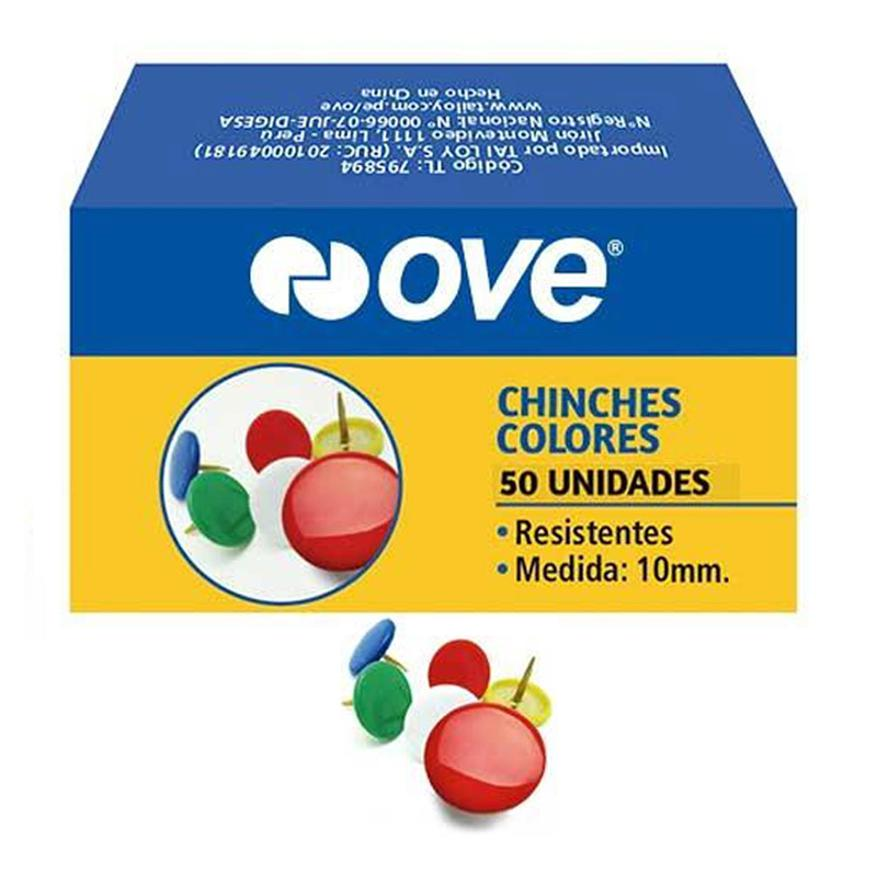 Código TL: 795894
Importado por TAI LOY S.A. (RUC: 20100049181)
Jirón Montevideo 1111, Lima - Perú
N°Registro Nacional: N° 00066-07-JUE-DIGESA
www.tailoy.com.pe/ove
Hecho en China
ove®
CHINCHES
COLORES
50 UNIDADES
• Resistentes
• Medida: 10mm.